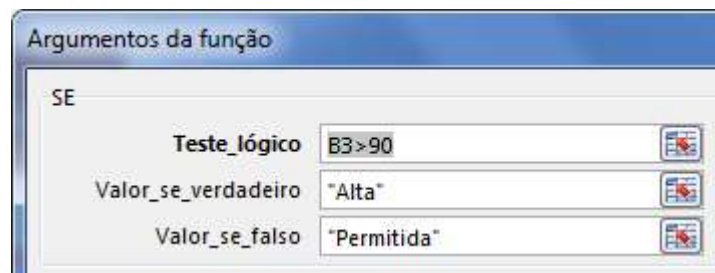 Argumentos da função
SE
Teste_lógico B3>90
Valor_se_verdadeiro "Alta"
Valor_se_falso "Permitida"